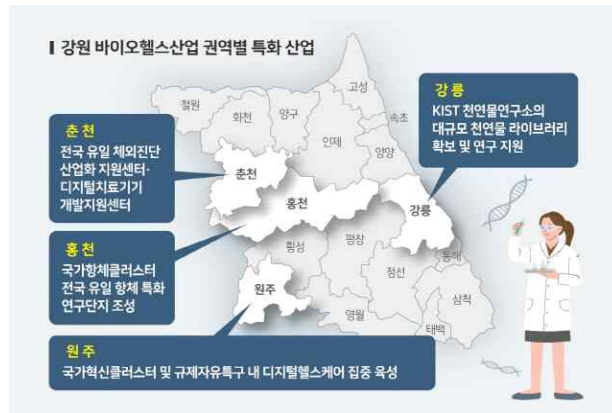 강원 바이오헬스산업 권역별 특화 산업
강릉
KIST 천연물연구소의
대규모 천연물 라이브러리
확보 및 연구 지원
춘천
전국 유일 체외진단
산업화 지원센터·
디지털치료기기
개발지원센터
홍천
국가항체클러스터
전국 유일 항체 특화
연구단지 조성
원주
국가혁신클러스터 및 규제자유특구 내 디지털헬스케어 집중 육성
고성
철원
화천
양구
속초
인제
양양
춘천
홍천
강릉
횡성
평창
동해
정선
원주
삼척
영월
태백